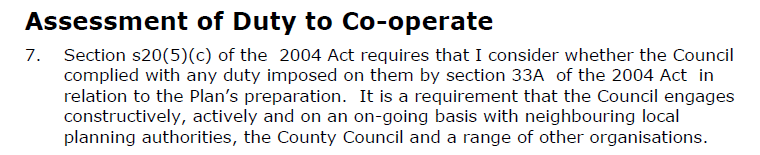 Assessment of Duty to Co-operate
7. Section s20(5)(c) of the 2004 Act requires that I consider whether the Council
complied with any duty imposed on them by section 33A of the 2004 Act in
relation to the Plan's preparation. It is a requirement that the Council engages
constructively, actively and on an on-going basis with neighbouring local
planning authorities, the County Council and a range of other organisations.